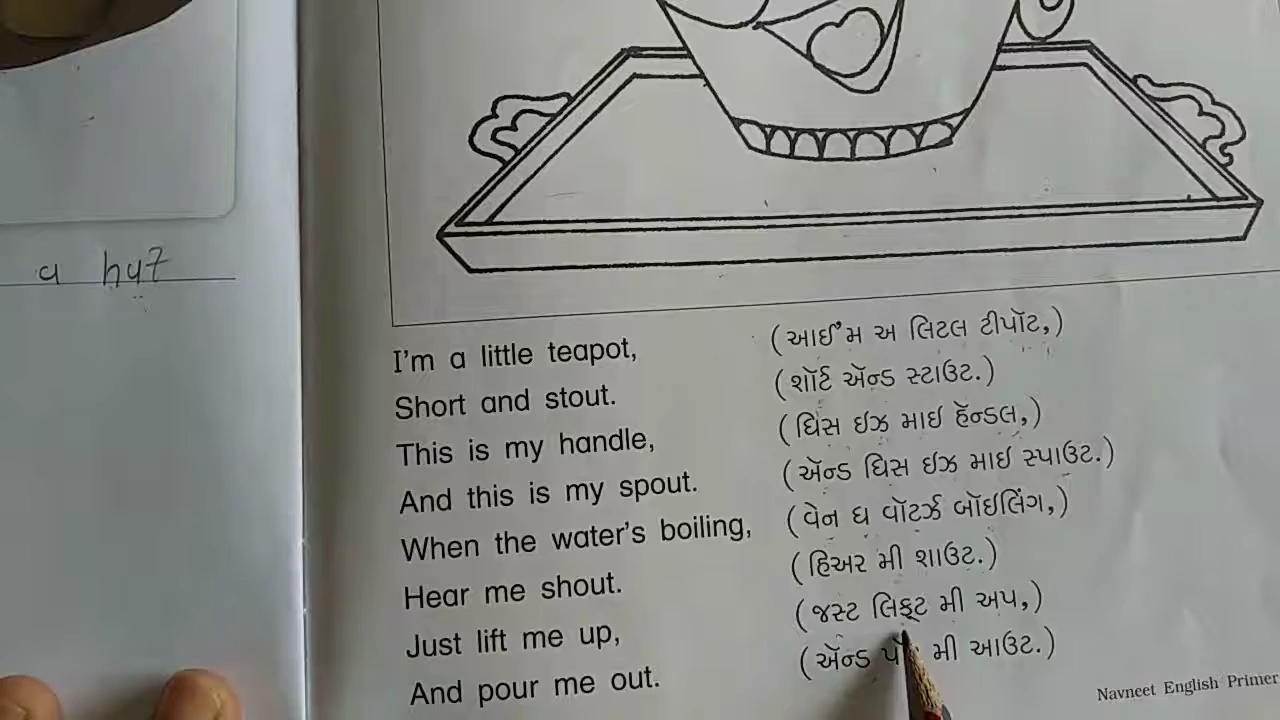 a hut
I'm a little teapot, (આઈ'મ અ લિટલ ટીપૉટ,)
Short and stout. (શૉર્ટ ઍન્ડ સ્ટાઉટ.)
This is my handle, (ધિસ ઇઝ માઇ હૅન્ડલ,)
And this is my spout. (ઍન્ડ ધિસ ઇઝ માઇ સ્પાઉટ.)
When the water's boiling, (વેન ધ વૉટર્ઝ બૉઇલિંગ,)
Hear me shout. (હિઅર મી શાઉટ.)
Just lift me up, (જસ્ટ લિફ્ટ મી અપ,)
And pour me out. (ઍન્ડ મી આઉટ.)
Navneet English Primer